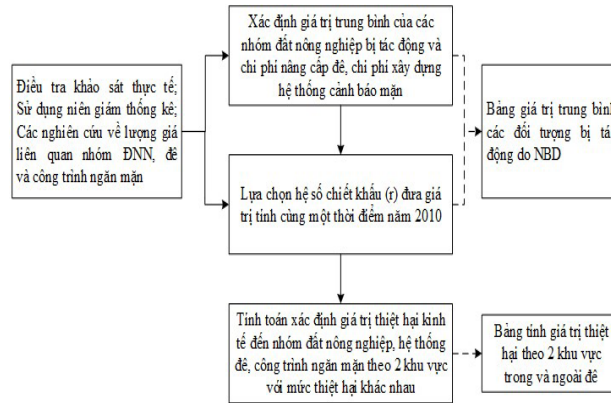 Xác định giá trị trung bình của các
nhóm đất nông nghiệp bị tác động và
chi phí nâng cấp đê, chi phí xây dựng
hệ thống cảnh báo mặn
Điều tra khảo sát thực tế;
Sử dụng niên giám thống kê;
Các nghiên cứu về lượng giá
liên quan nhóm ĐNN, đê
và công trình ngăn mặn
Bảng giá trị trung bình
các đối tượng bị tá
động do NBD
Lựa chọn hệ số chiết khấu (r) đưa giá
trị tính cùng một thời điểm năm 2010
Tính toán xác định giá trị thiệt hại kinh
tế đến nhóm đất nông nghiệp, hệ thống
đê, công trình ngăn mặn theo 2 khu vực
với mức thiệt hại khác nhau
Bảng tính giá trị thiệt
hại theo 2 khu vực
trong và ngoài đê